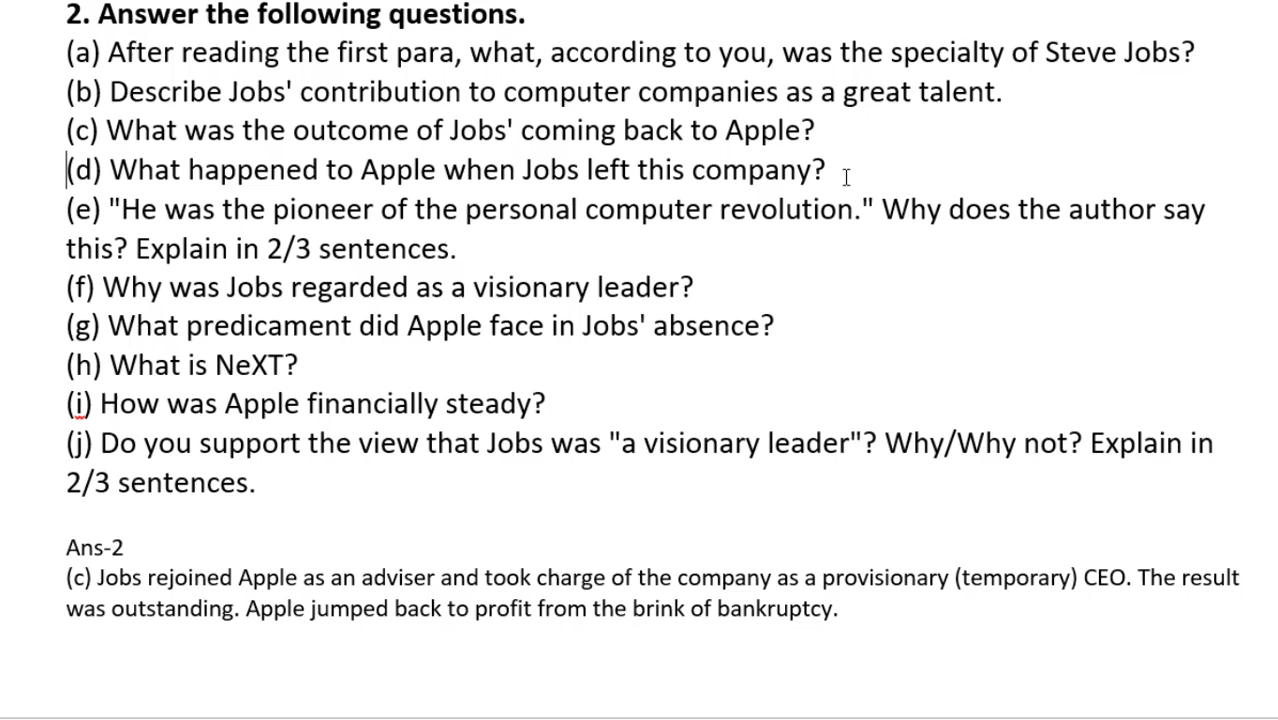 2. Answer the following questions.
(a) After reading the first para, what, according to you, was the specialty of Steve Jobs?
(b) Describe Jobs' contribution to computer companies as a great talent.
(c) What was the outcome of Jobs' coming back to Apple?
(d) What happened to Apple when Jobs left this company?
(e) "He was the pioneer of the personal computer revolution." Why does the author say
this? Explain in 2/3 sentences.
(f) Why was Jobs regarded as a visionary leader?
(g) What predicament did Apple face in Jobs' absence?
(h) What is NeXT?
(i) How was Apple financially steady?
(j) Do you support the view that Jobs was "a visionary leader"? Why/Why not? Explain in
2/3 sentences.
Ans-2
(c) Jobs rejoined Apple as an adviser and took charge of the company as a provisionary (temporary) CEO. The result
was outstanding. Apple jumped back to profit from the brink of bankruptcy.